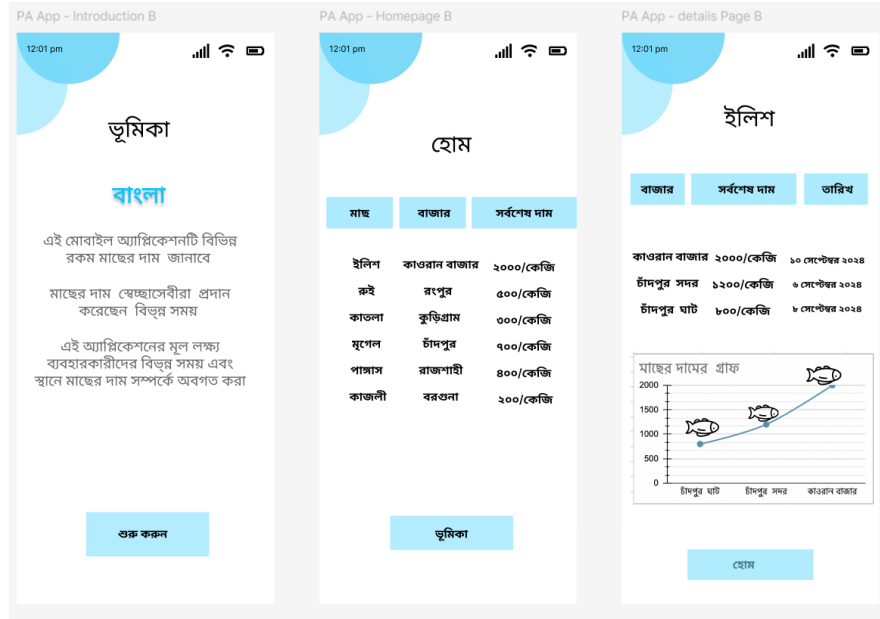 PA App - Introduction B
12:01 pm
ভূমিকা
বাংলা
এই মোবাইল অ্যাপ্লিকেশনটি বিভিন্ন
রকম মাছের দাম জানাবে
মাছের দাম স্বেচ্ছাসেবীরা প্রদান
করেছেন বিভ্ন্ন সময়
এই অ্যাপ্লিকেশনের মূল লক্ষ্য
ব্যবহারকারীদের বিভ্ন্ন সময় এবং
স্থানে মাছের দাম সম্পর্কে অবগত করা
শুরু করুন
PA App - Homepage B
12:01 pm
হোম
মাছ বাজার সর্বশেষ দাম
ইলিশ কাওরান বাজার ২০০০/কেজি
রুই রংপুর ৫০০/কেজি
কাতলা কুড়িগ্রাম ৩০০/কেজি
মৃগেল চাঁদপুর ৭০০/কেজি
পাঙ্গাস রাজশাহী ৪০০/কেজি
কাজলী বরগুনা ২০০/কেজি
ভূমিকা
PA App - details Page B
12:01 pm
ইলিশ
বাজার সর্বশেষ দাম তারিখ
কাওরান বাজার ২০০০/কেজি ১০ সেপ্টেম্বর ২০২৪
চাঁদপুর সদর ১২০০/কেজি ৬ সেপ্টেম্বর ২০২৪
চাঁদপুর ঘাট ৮০০/কেজি ৮ সেপ্টেম্বর ২০২৪
মাছের দামের গ্রাফ
2000
1500
1000
500
0
চাঁদপুর ঘাট চাঁদপুর সদর কাওরান বাজার
হোম